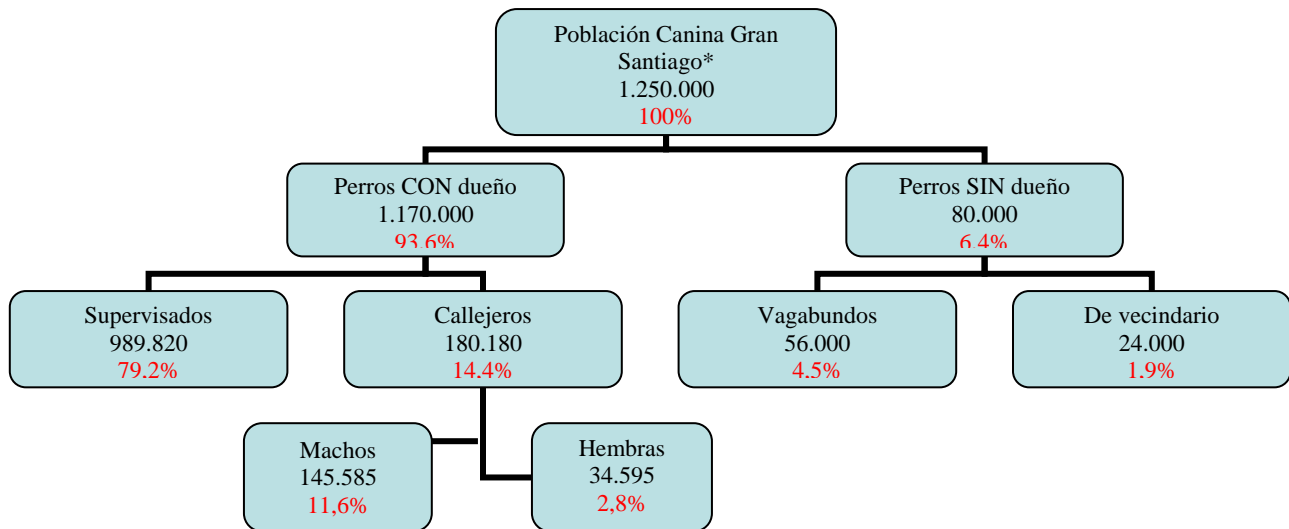 Población Canina Gran
Santiago*
1.250.000
100%
Perros CON dueño
1.170.000
93.6%
Perros SIN dueño
80.000
6.4%
Supervisados
989.820
79.2%
Callejeros
180.180
14.4%
Vagabundos
56.000
4.5%
De vecindario
24.000
1.9%
Machos
145.585
11,6%
Hembras
34.595
2,8%